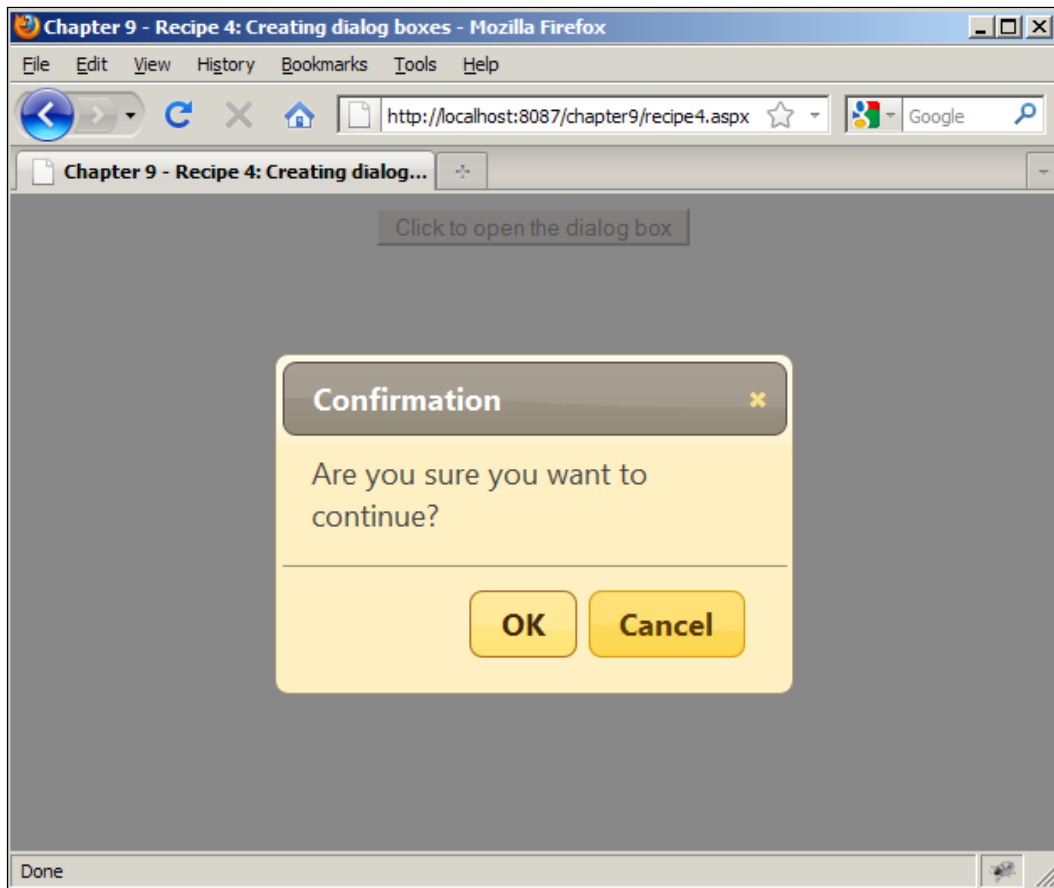 Chapter 9 - Recipe 4: Creating dialog boxes - Mozilla Firefox
File Edit View History Bookmarks Tools Help
http://localhost:8087/chapter9/recipe4.aspx Google
Chapter 9 - Recipe 4: Creating dialog...
Click to open the dialog box
Confirmation
Are you sure you want to
continue?
OK Cancel
Done